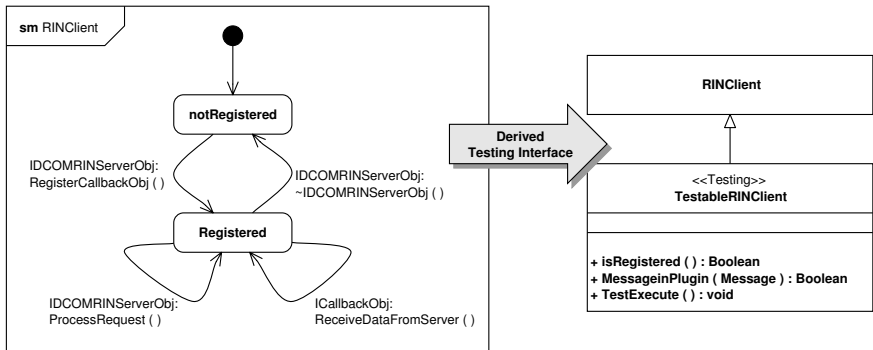 sm RINClient
notRegistered
IDCOMRINServerObj:
RegisterCallbackObj ( )
IDCOMRINServerObj:
~IDCOMRINServerObj ( )
Registered
IDCOMRINServerObj:
ProcessRequest ( )
ICallbackObj:
ReceiveDataFromServer ( )
Derived
Testing Interface
RINClient
<<Testing>>
TestableRINClient
+ isRegistered ( ) : Boolean
+ MessageinPlugin ( Message ) : Boolean
+ TestExecute ( ) : void